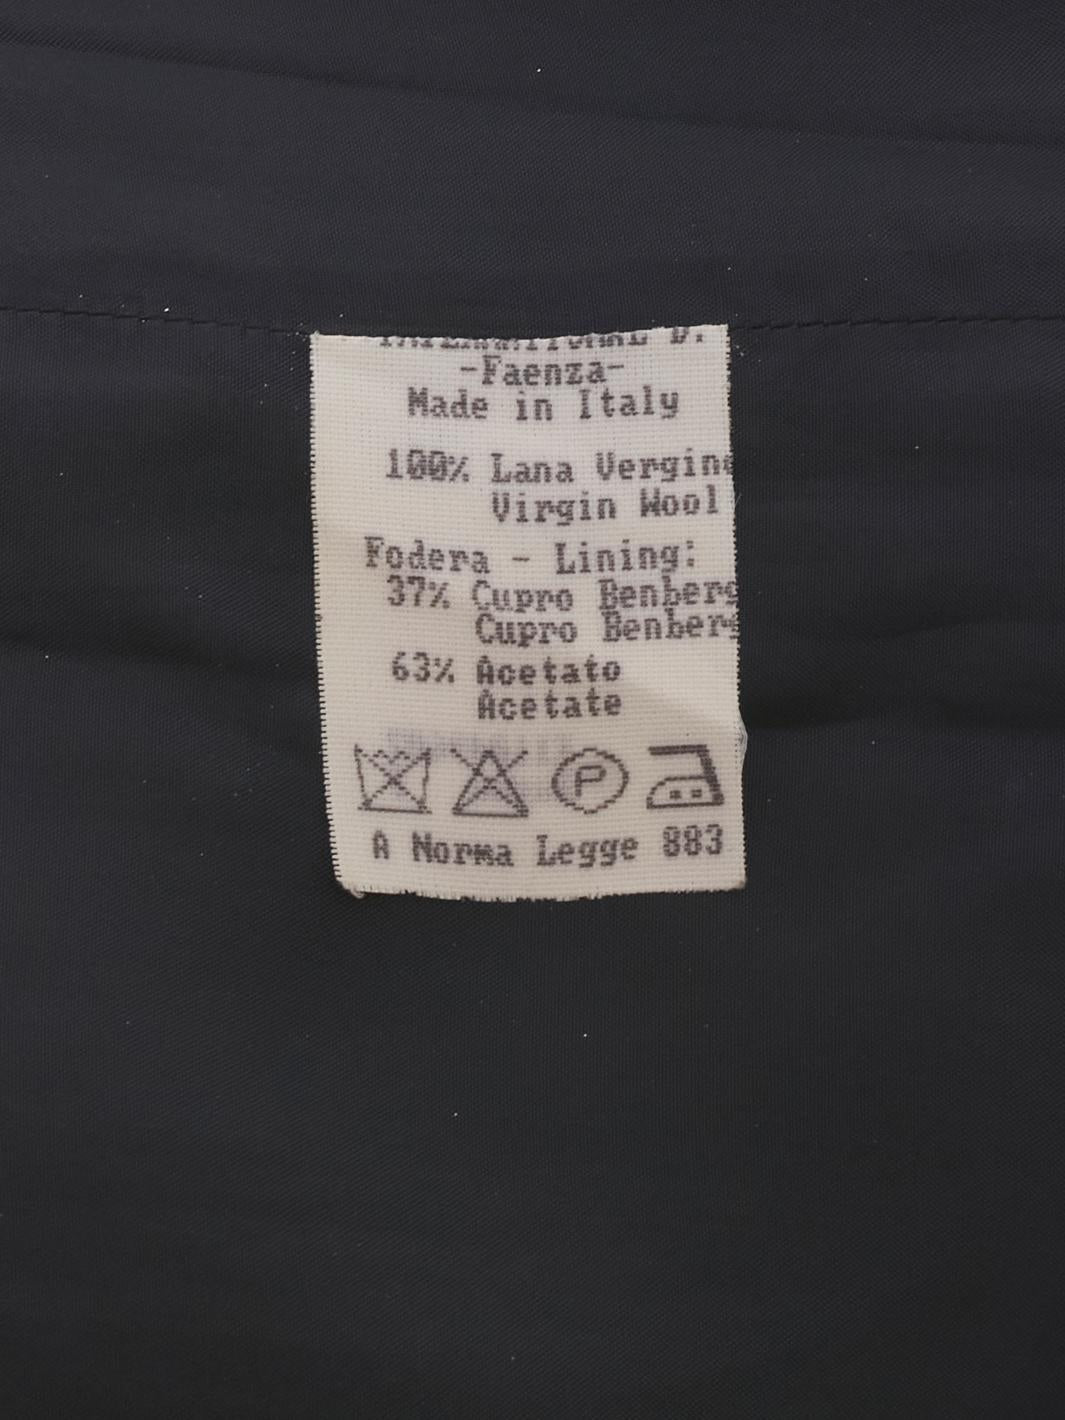 INTERNATIONAL D.
-Faenza-
Made in Italy
100% Lana Vergine
Virgin Wool
Fodera - Lining:
37% Cupro Benberg
Cupro Benberg
63% Acetato
Acetate
P
A Norma Legge 883